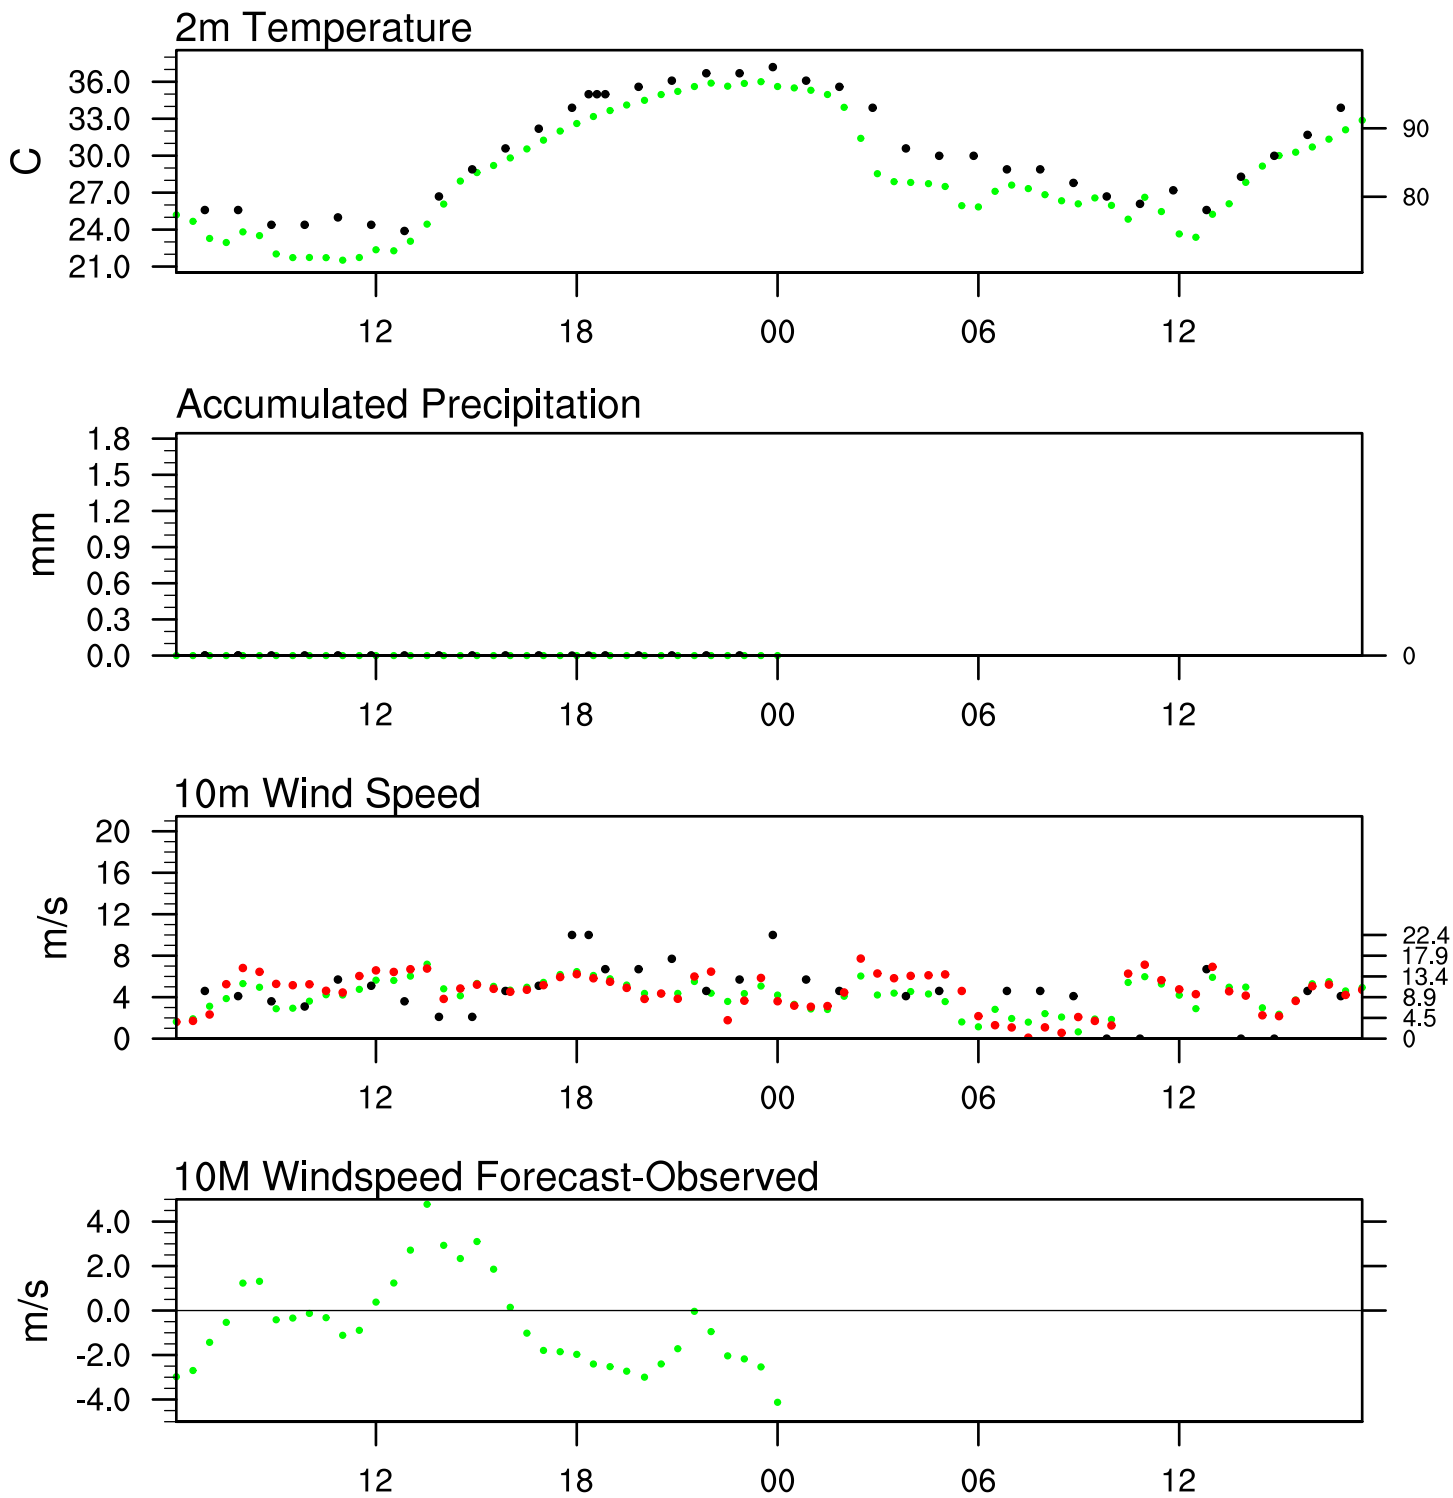 2m Temperature
36.0
33.0
30.0
27.0
24.0
21.0
C
90
80
12 18 00 06 12
Accumulated Precipitation
1.8
1.5
1.2
0.9
0.6
0.3
0.0
mm
0
12 18 00 06 12
10m Wind Speed
20
16
12
8
4
0
m/s
22.4
17.9
13.4
8.9
4.5
0
12 18 00 06 12
10M Windspeed Forecast-Observed
4.0
2.0
0.0
-2.0
-4.0
m/s
12 18 00 06 12